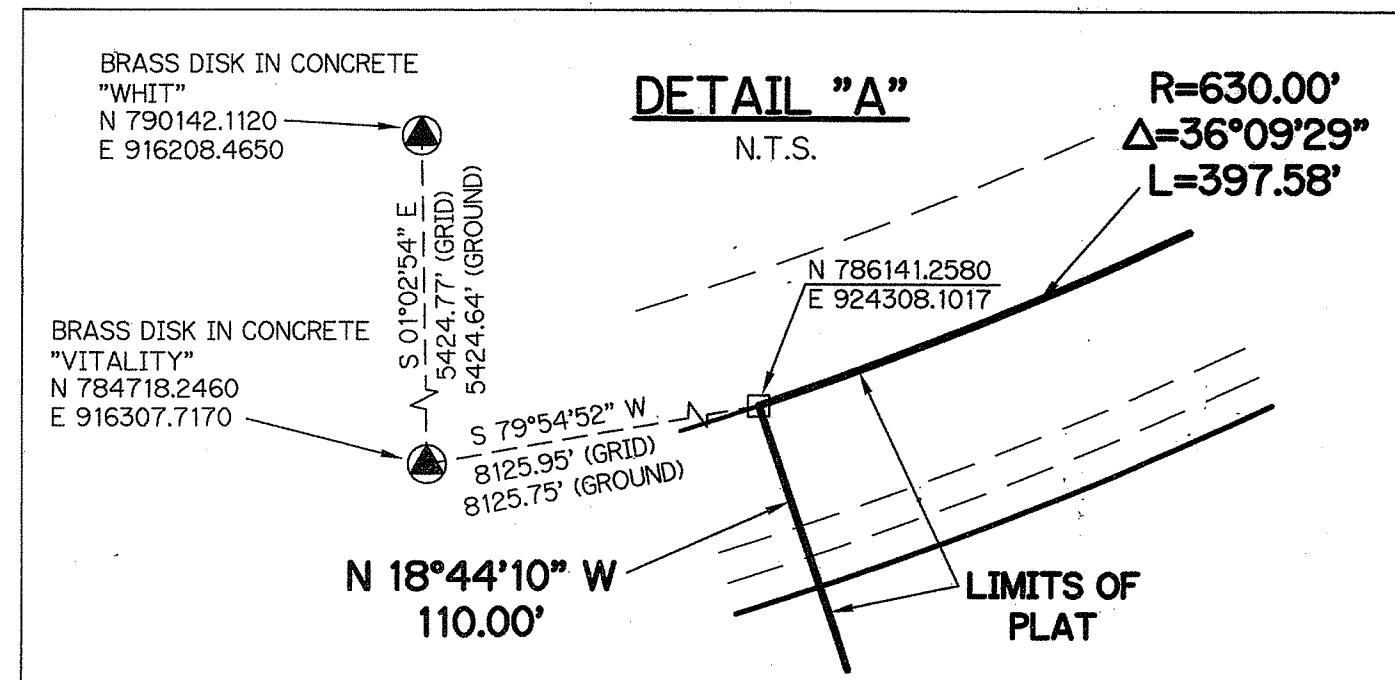 BRASS DISK IN CONCRETE
"WHIT"
N 790142.1120
E 916208.4650
DETAIL "A"
N.T.S.
R=630.00'
Δ=36°09'29"
L=397.58'
S 01°02'54" E
5424.77' (GRID)
5424.64' (GROUND)
N 786141.2580
E 924308.1017
BRASS DISK IN CONCRETE
"VITALITY"
N 784718.2460
E 916307.7170
S 79°54'52" W
8125.95' (GRID)
8125.75' (GROUND)
N 18°44'10" W
110.00'
LIMITS OF
PLAT